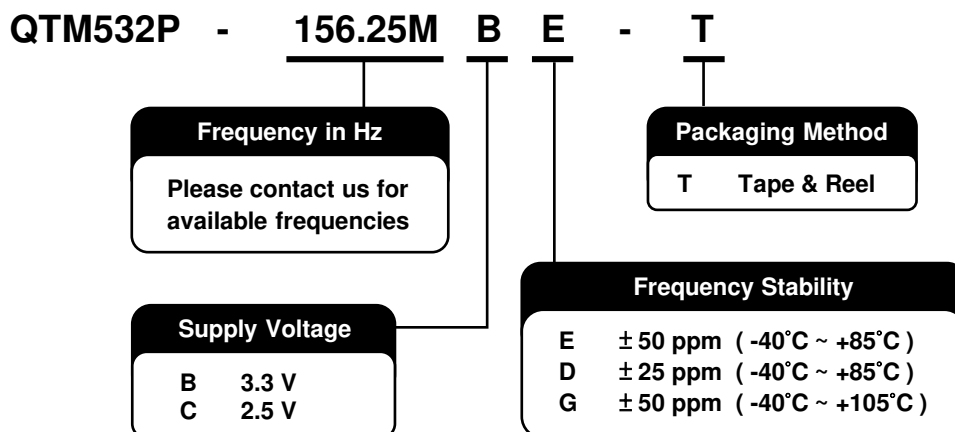 QTM532P - 156.25M B E - T
Frequency in Hz
Please contact us for
available frequencies
Packaging Method
T Tape & Reel
Supply Voltage
B 3.3 V
C 2.5 V
Frequency Stability
E ±50 ppm ( -40°C ~ +85°C )
D ±25 ppm ( -40°C ~ +85°C )
G ±50 ppm ( -40°C ~ +105°C )